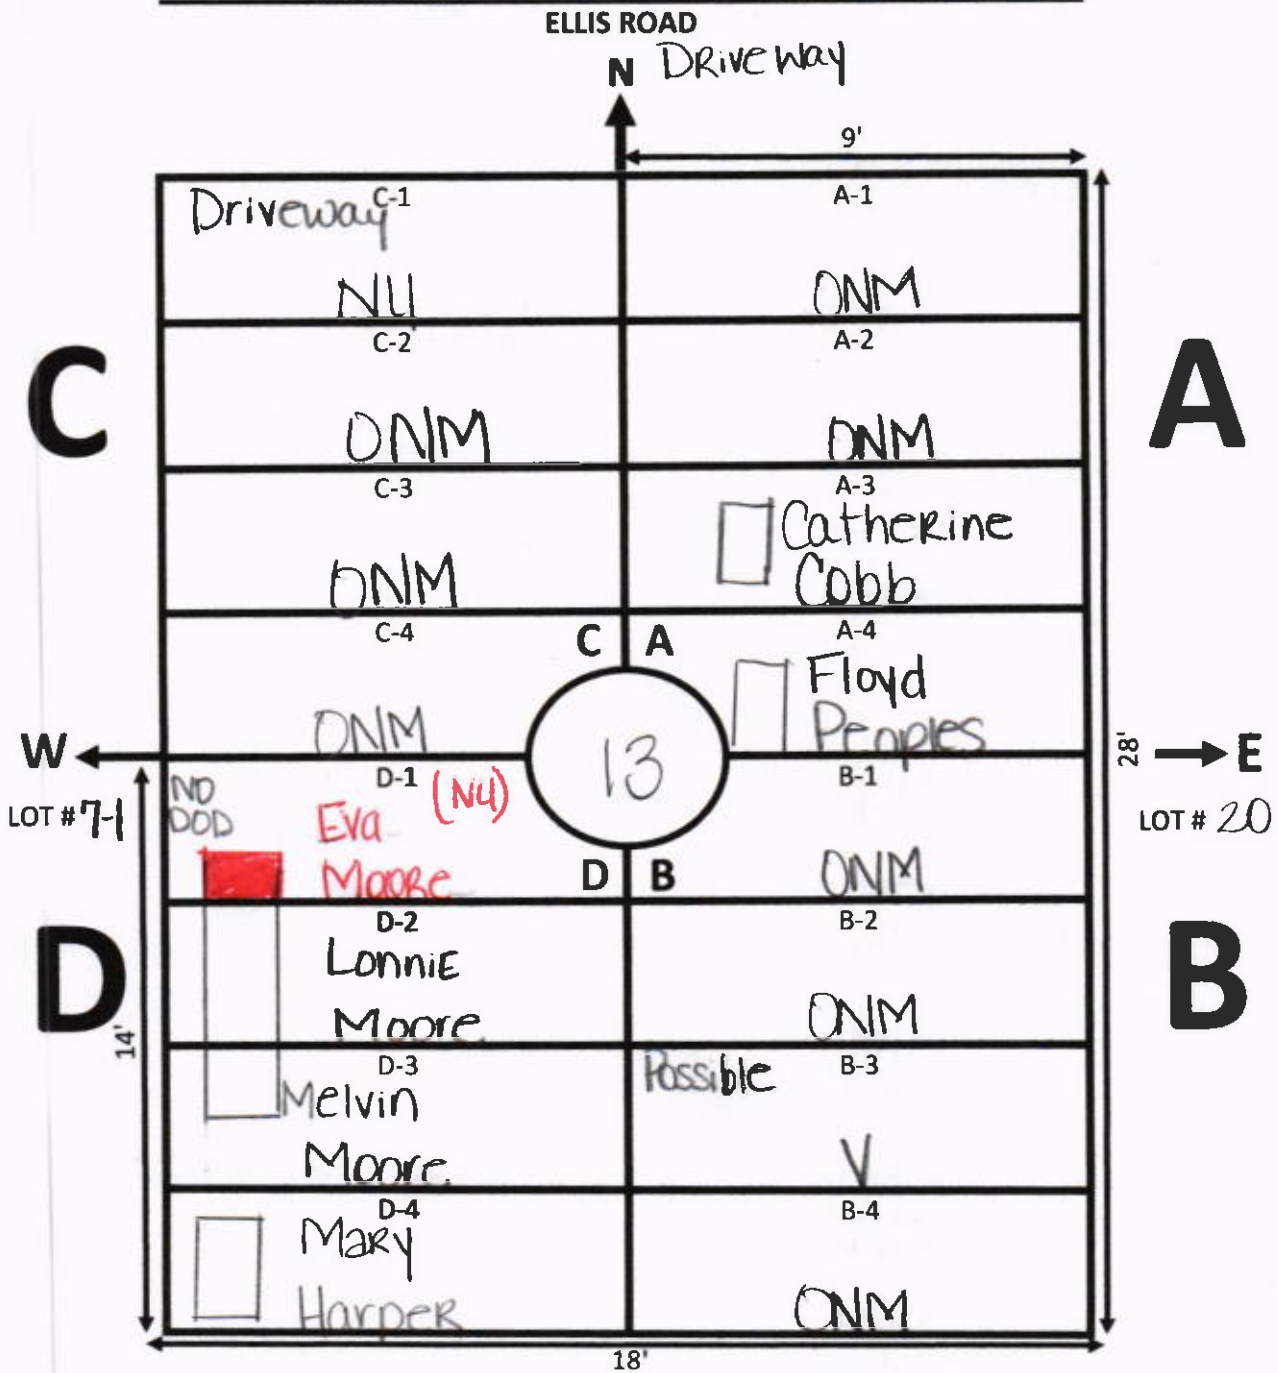 ELLIS ROAD
N DRiveway
9'
C-1
Driveway
NU
A-1
ONM
C-2
ONM
A-2
ONM
C-3
ONM
A-3
Catherine
Cobb
C-4
ONM
C A
A-4
Floyd
Peoples
W
13
28'
E
LOT # 7-1
LOT # 20
D-1
(NU)
NO
DOD
Eva
Moore
D B
B-1
ONM
D-2
Lonnie
Moore
B-2
ONM
14'
D-3
Melvin
Moore
B-3
Possible
V
D-4
Mary
Harper
B-4
ONM
18'
C
A
D
B